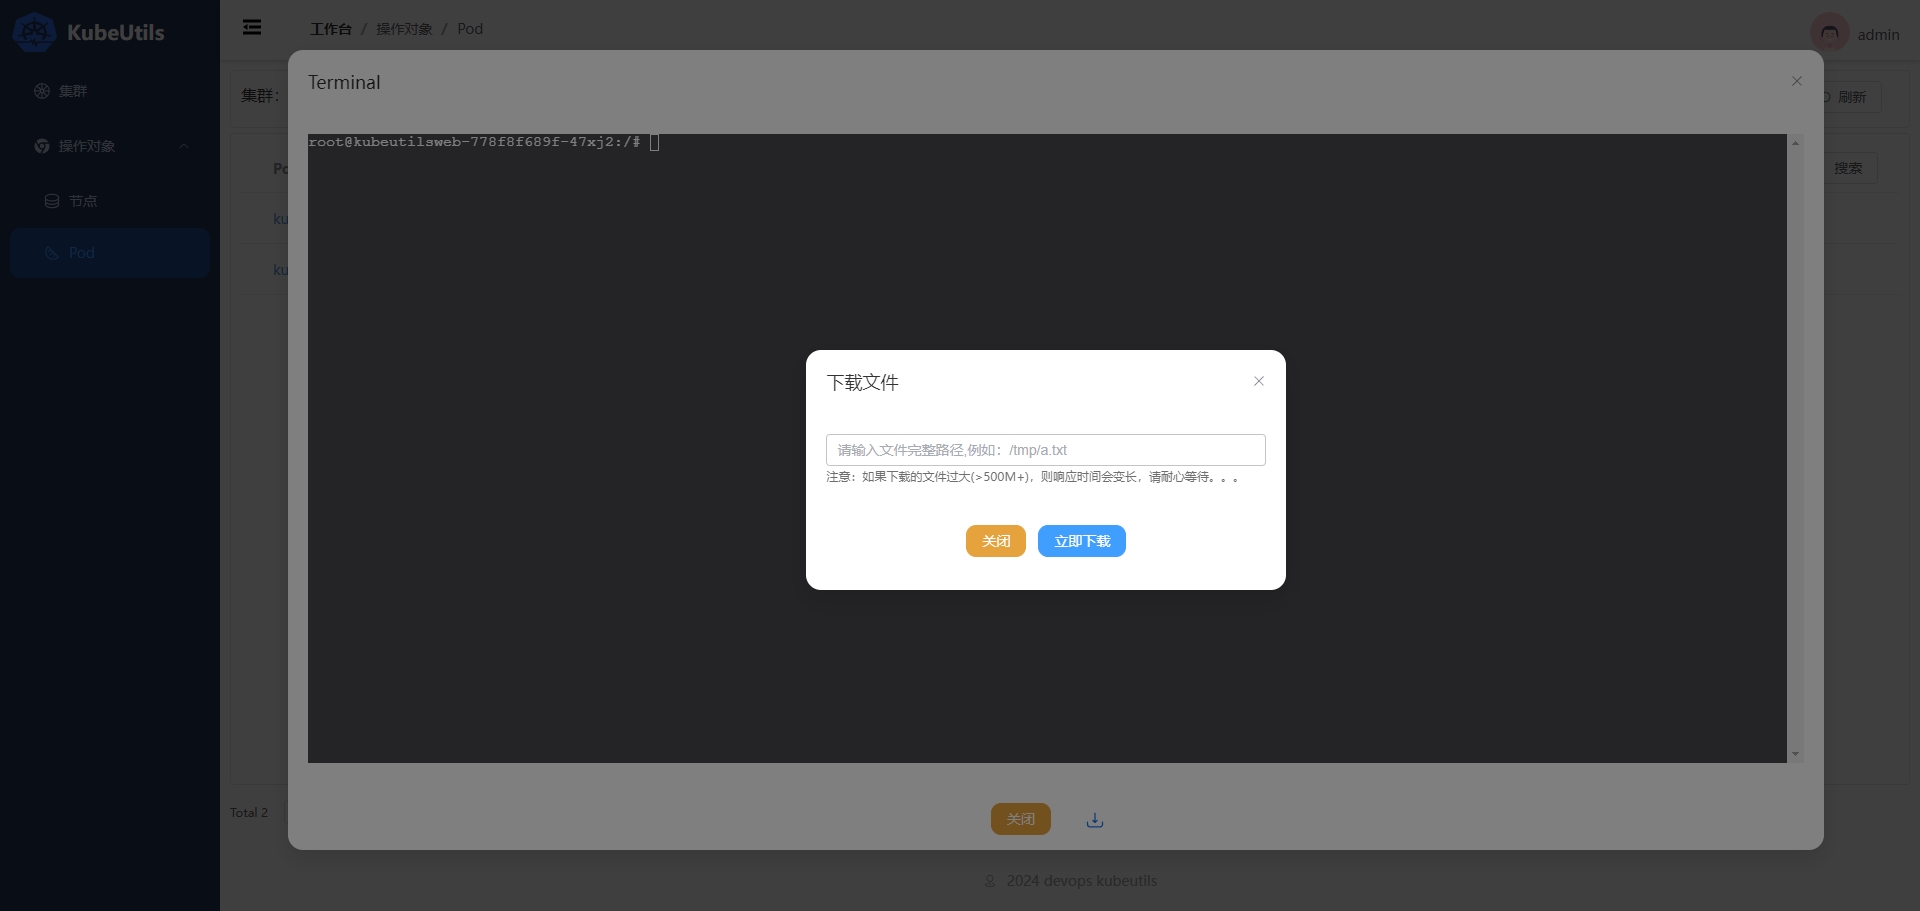 KubeUtils
工作台 / 操作对象 / Pod
admin
集群
操作对象
节点
Pod
集群：
刷新
搜索
Terminal
root@kubeutilsweb-778f8f689f-47xj2:/#
下载文件
请输入文件完整路径,例如：/tmp/a.txt
注意：如果下载的文件过大(>500M+)，则响应时间会变长，请耐心等待。。。
关闭 立即下载
Total 2
关闭
2024 devops kubeutils